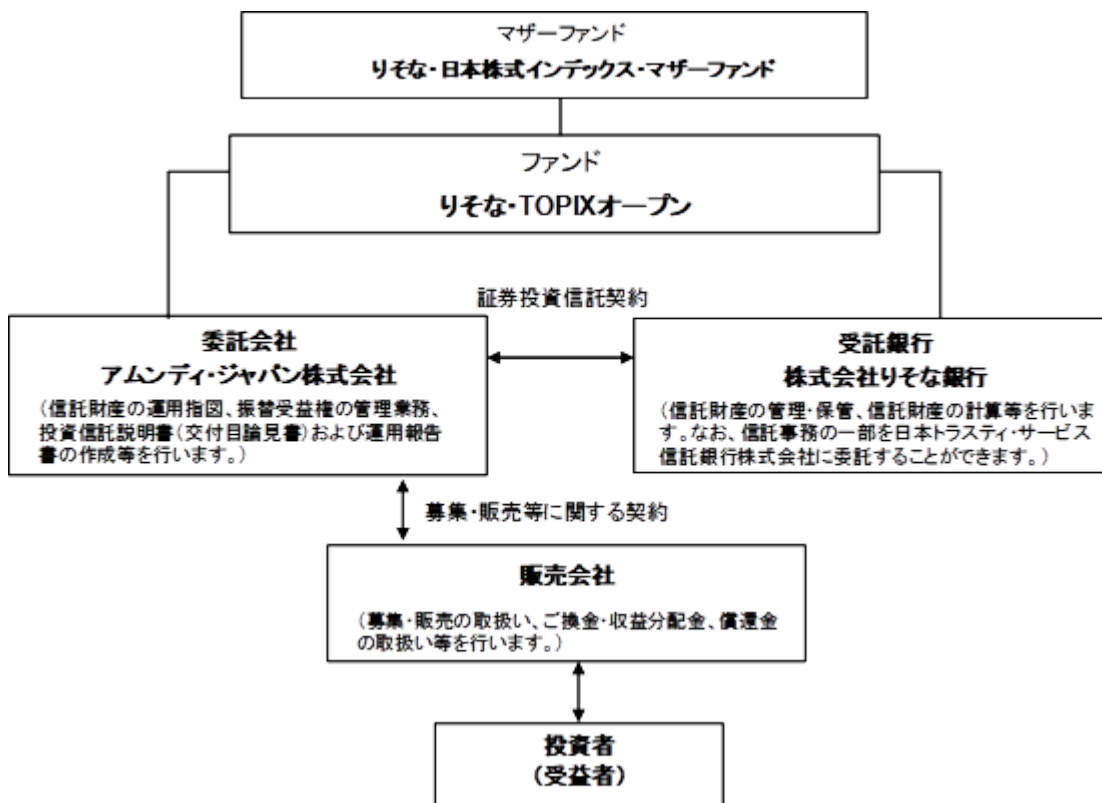 マザーファンド
りそな・日本株式インデックス・マザーファンド
ファンド
りそな・TOPIXオープン
証券投資信託契約
委託会社
アムンディ・ジャパン株式会社
(信託財産の運用指図、振替受益権の管理業務、
投資信託説明書(交付目論見書)および運用報告
書の作成等を行います。)
受託銀行
株式会社りそな銀行
(信託財産の管理・保管、信託財産の計算等を行いま
す。なお、信託事務の一部を日本トラスティ・サービス
信託銀行株式会社に委託することができます。)
募集・販売等に関する契約
販売会社
(募集・販売の取扱い、ご換金・収益分配金、償還金
の取扱い等を行います。)
投資者
(受益者)